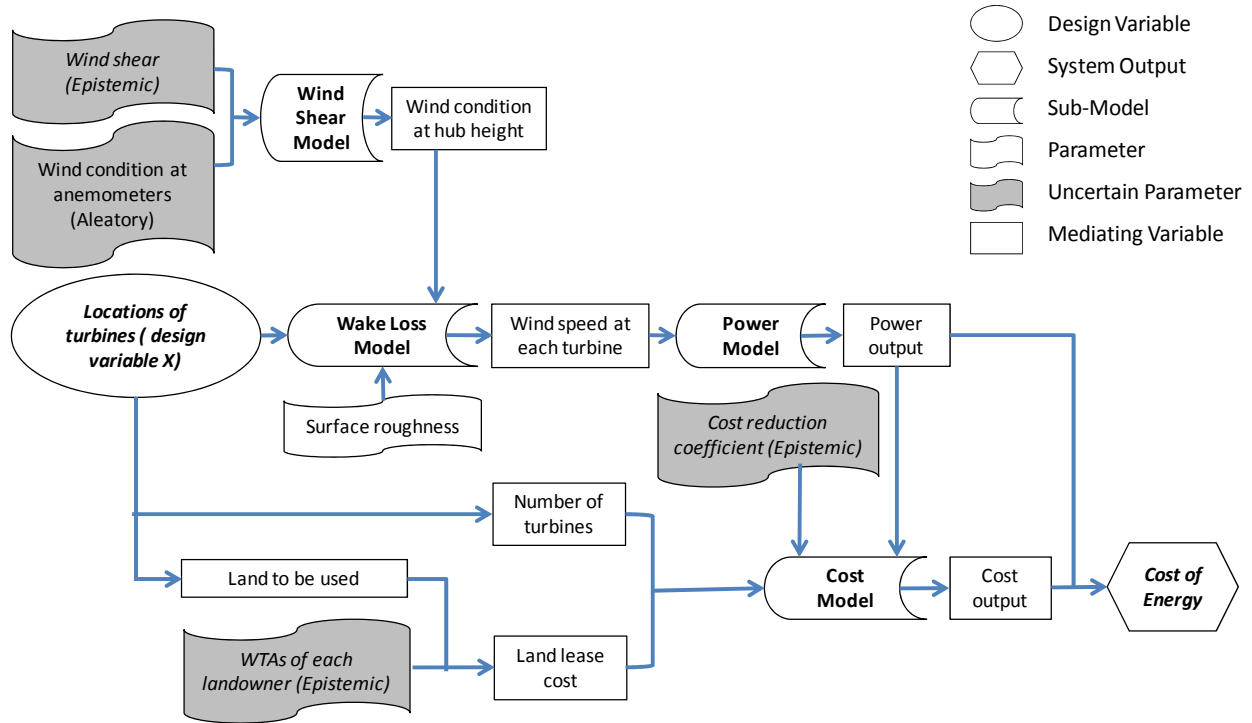 Wind shear
(Epistemic)
Wind condition at
anemometers
(Aleatory)
Wind
Shear
Model
Wind condition
at hub height
Design Variable
System Output
Sub-Model
Parameter
Uncertain Parameter
Mediating Variable
Locations of
turbines ( design
variable X)
Wake Loss
Model
Wind speed at
each turbine
Power
Model
Power
output
Surface roughness
Cost reduction
coefficient (Epistemic)
Number of
turbines
Land to be used
WTAs of each
landowner (Epistemic)
Land lease
cost
Cost
Model
Cost
output
Cost of
Energy